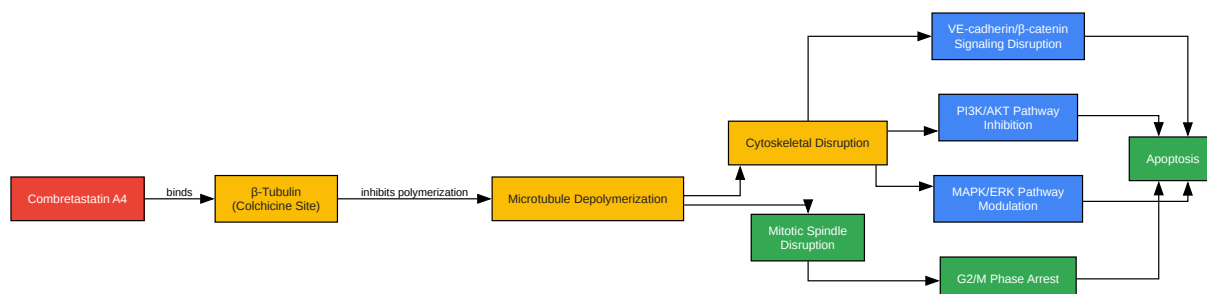 Combretastatin A4
binds
β-Tubulin
(Colchicine Site)
inhibits polymerization
Microtubule Depolymerization
Cytoskeletal Disruption
Mitotic Spindle
Disruption
VE-cadherin/β-catenin
Signaling Disruption
PI3K/AKT Pathway
Inhibition
MAPK/ERK Pathway
Modulation
G2/M Phase Arrest
Apoptosis